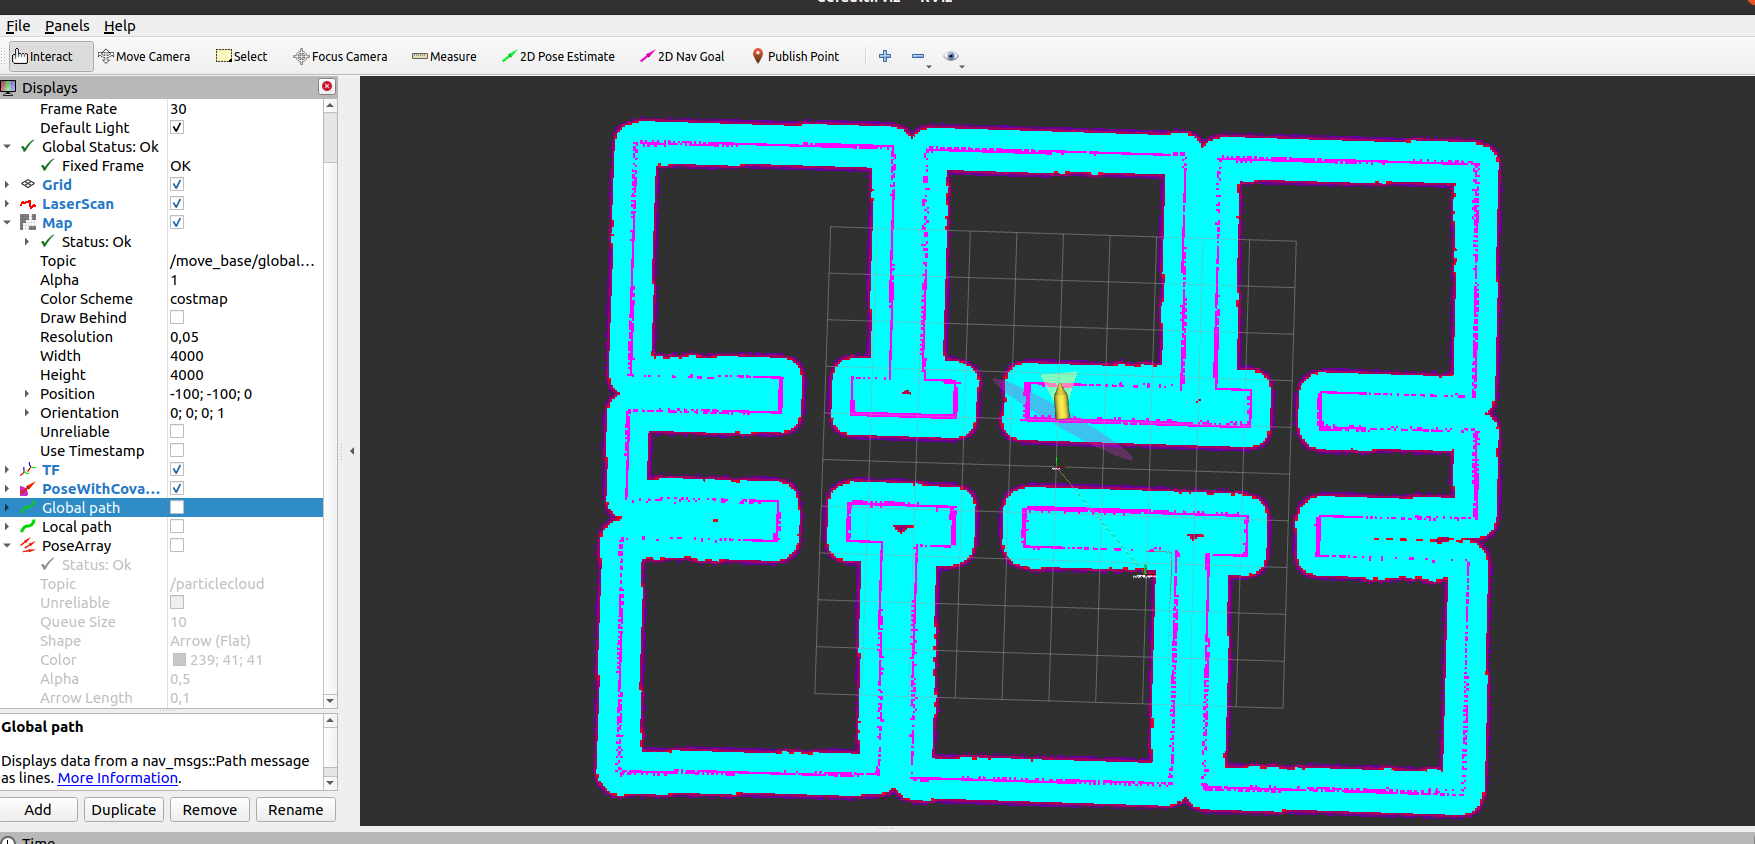 File Panels Help
Interact Move Camera Select Focus Camera Measure 2D Pose Estimate 2D Nav Goal Publish Point
Displays
Frame Rate 30
Default Light
Global Status: Ok
Fixed Frame OK
Grid
LaserScan
Map
Status: Ok
Topic /move_base/global...
Alpha 1
Color Scheme costmap
Draw Behind
Resolution 0,05
Width 4000
Height 4000
Position -100; -100; 0
Orientation 0; 0; 0; 1
Unreliable
Use Timestamp
TF
PoseWithCova...
Global path
Local path
PoseArray
Status: Ok
Topic /particlecloud
Unreliable
Queue Size 10
Shape Arrow (Flat)
Color 239; 41; 41
Alpha 0,5
Arrow Length 0,1
Global path
Displays data from a nav_msgs::Path message
as lines. More Information.
Add Duplicate Remove Rename
Time